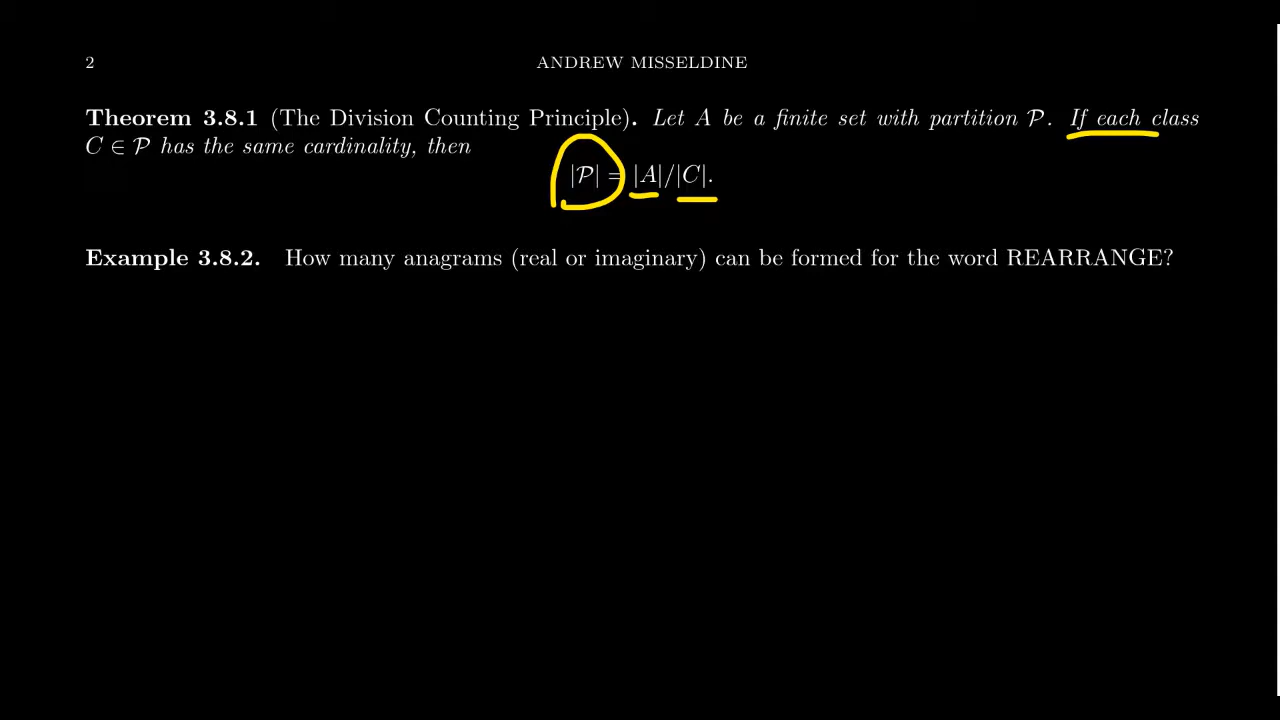 2 ANDREW MISSELDINE
Theorem 3.8.1 (The Division Counting Principle). Let A be a finite set with partition 𝒫. If each class
C ∈ 𝒫 has the same cardinality, then
|𝒫| = |A|/|C|.
Example 3.8.2. How many anagrams (real or imaginary) can be formed for the word REARRANGE?